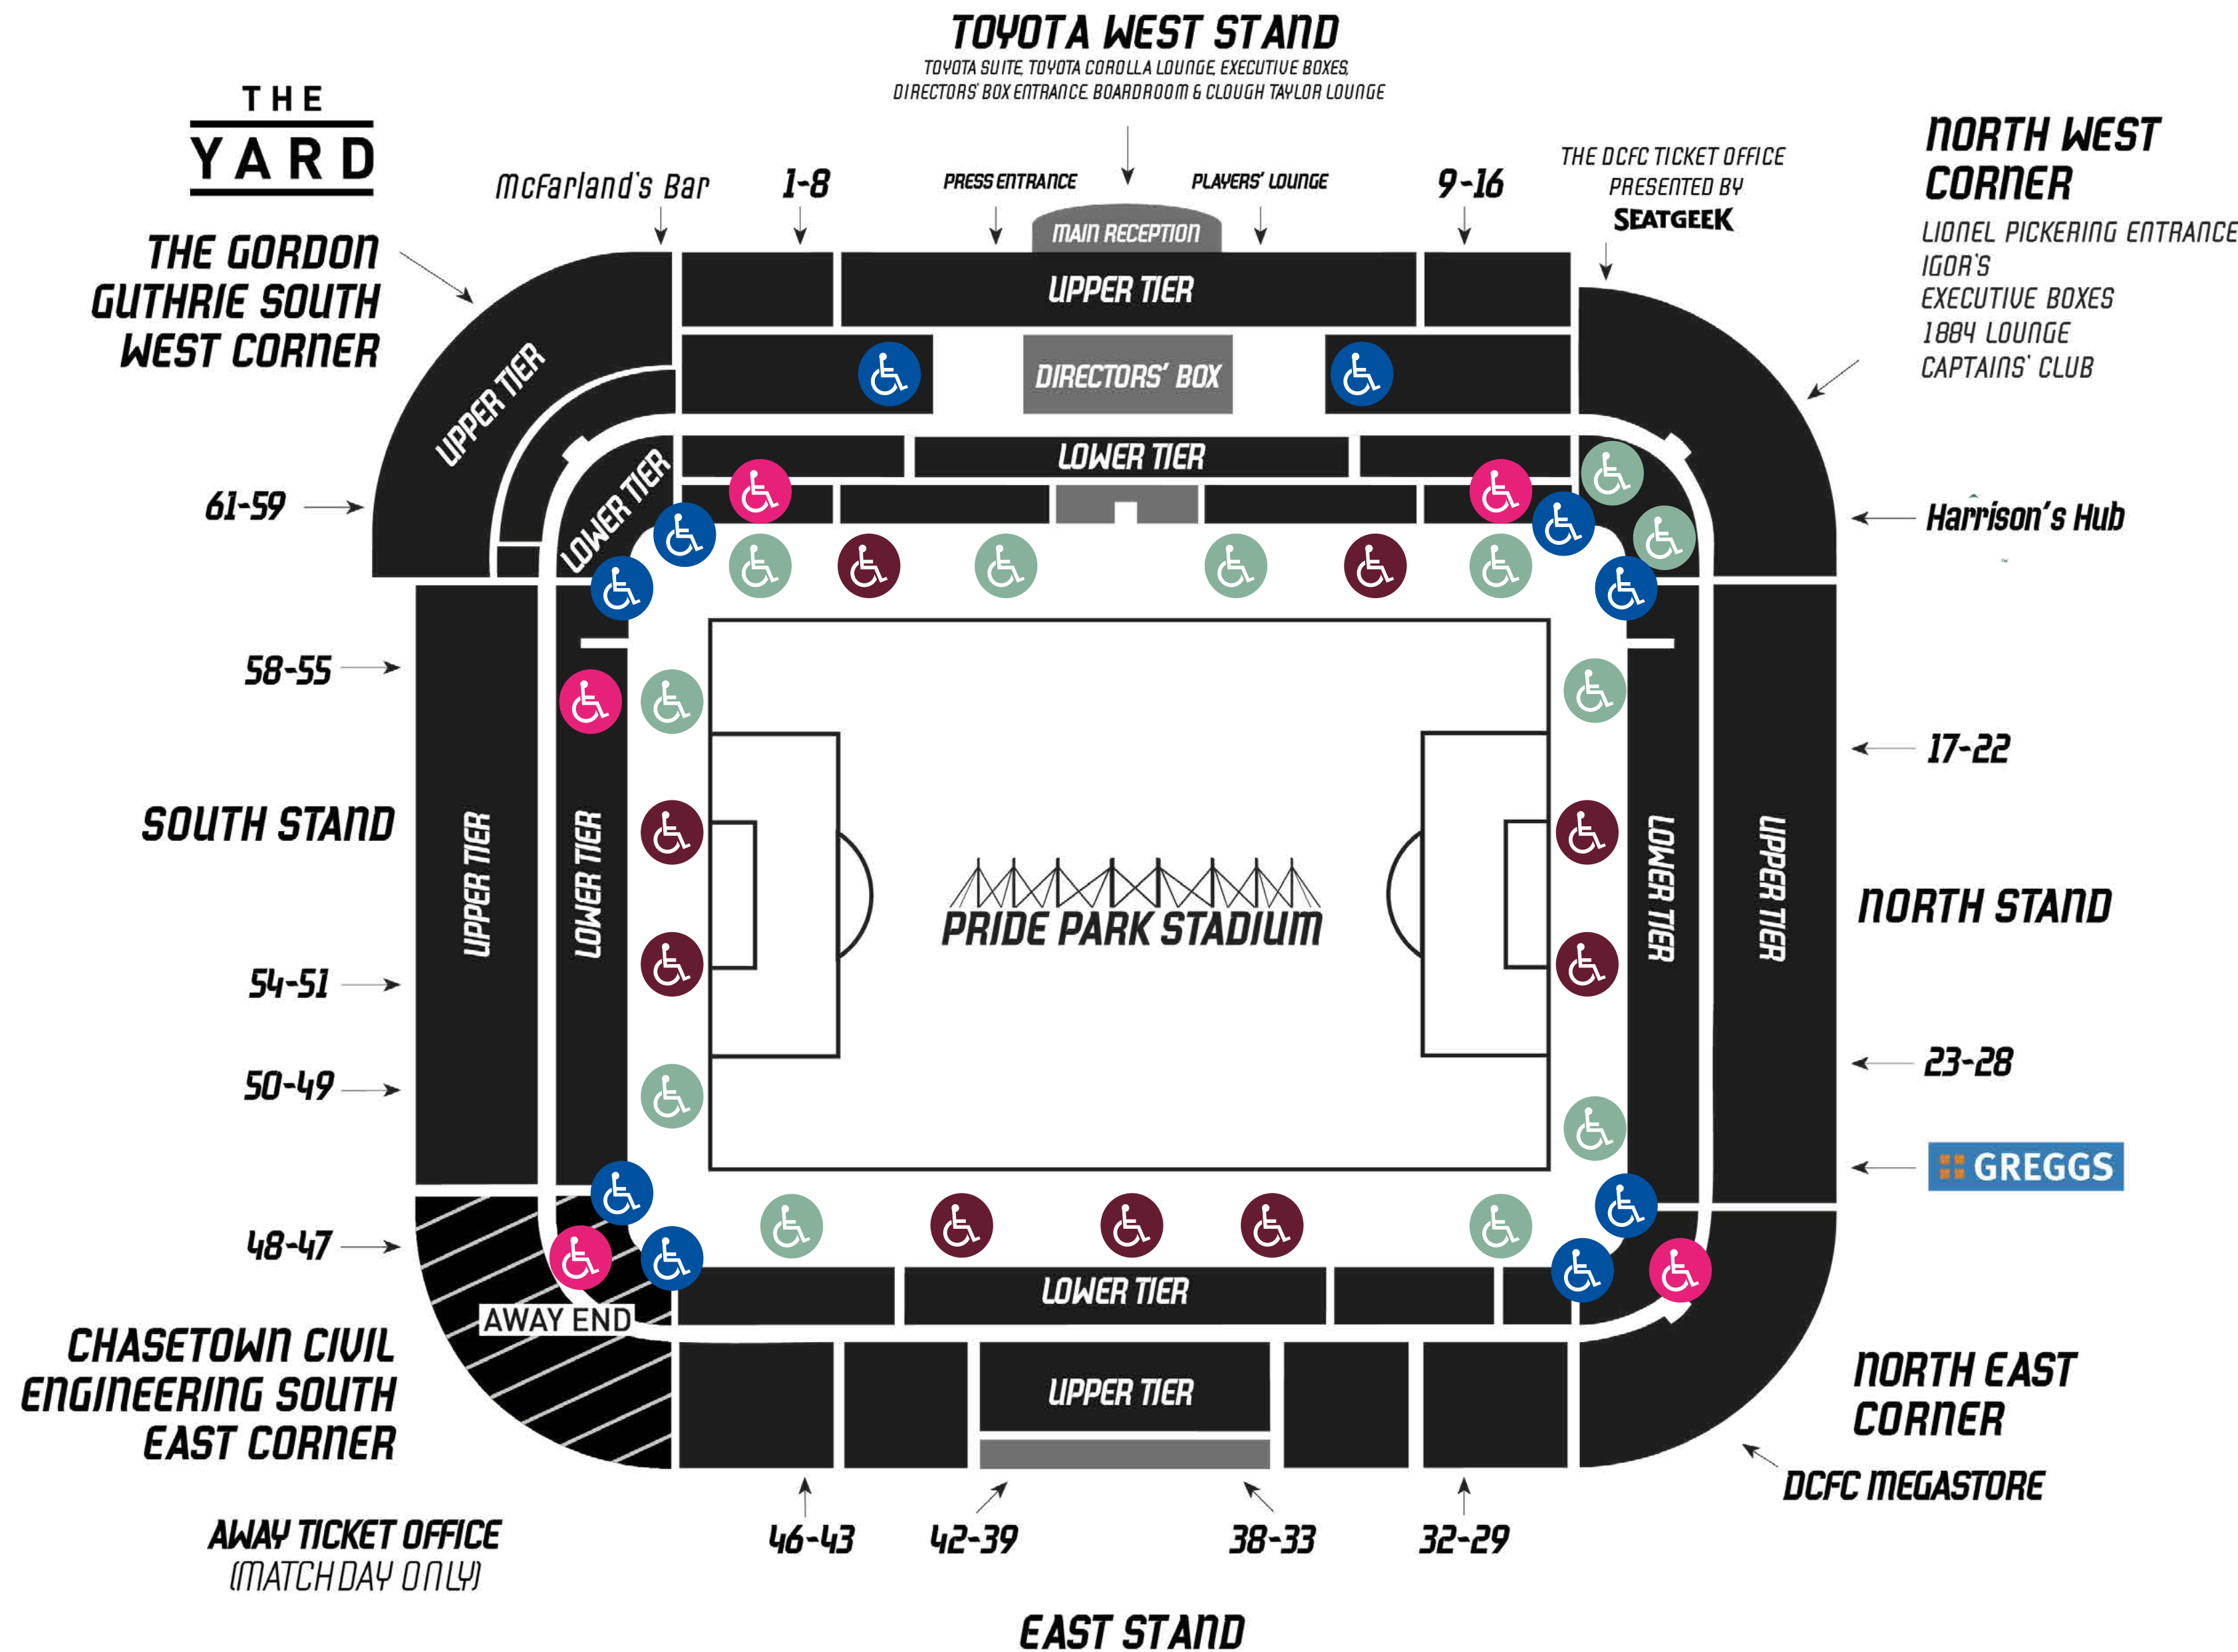 TOYOTA WEST STAND
TOYOTA SUITE, TOYOTA COROLLA LOUNGE, EXECUTIVE BOXES,
DIRECTORS' BOX ENTRANCE, BOARDROOM & CLOUGH TAYLOR LOUNGE
THE
YARD
THE GORDON
GUTHRIE SOUTH
WEST CORNER
McFarland's Bar
1-8
PRESS ENTRANCE
PLAYERS' LOUNGE
9-16
THE DCFC TICKET OFFICE
PRESENTED BY
SEATGEEK
NORTH WEST
CORNER
LIONEL PICKERING ENTRANCE
IGOR'S
EXECUTIVE BOXES
1884 LOUNGE
CAPTAINS' CLUB
MAIN RECEPTION
UPPER TIER
DIRECTORS' BOX
LOWER TIER
UPPER TIER
LOWER TIER
61-59
Harrison's Hub
58-55
17-22
SOUTH STAND
UPPER TIER
LOWER TIER
PRIDE PARK STADIUM
LOWER TIER
UPPER TIER
NORTH STAND
54-51
23-28
50-49
GREGGS
48-47
AWAY END
LOWER TIER
UPPER TIER
CHASETOWN CIVIL
ENGINEERING SOUTH
EAST CORNER
NORTH EAST
CORNER
DCFC MEGASTORE
AWAY TICKET OFFICE
(MATCH DAY ONLY)
46-43
42-39
38-33
32-29
EAST STAND